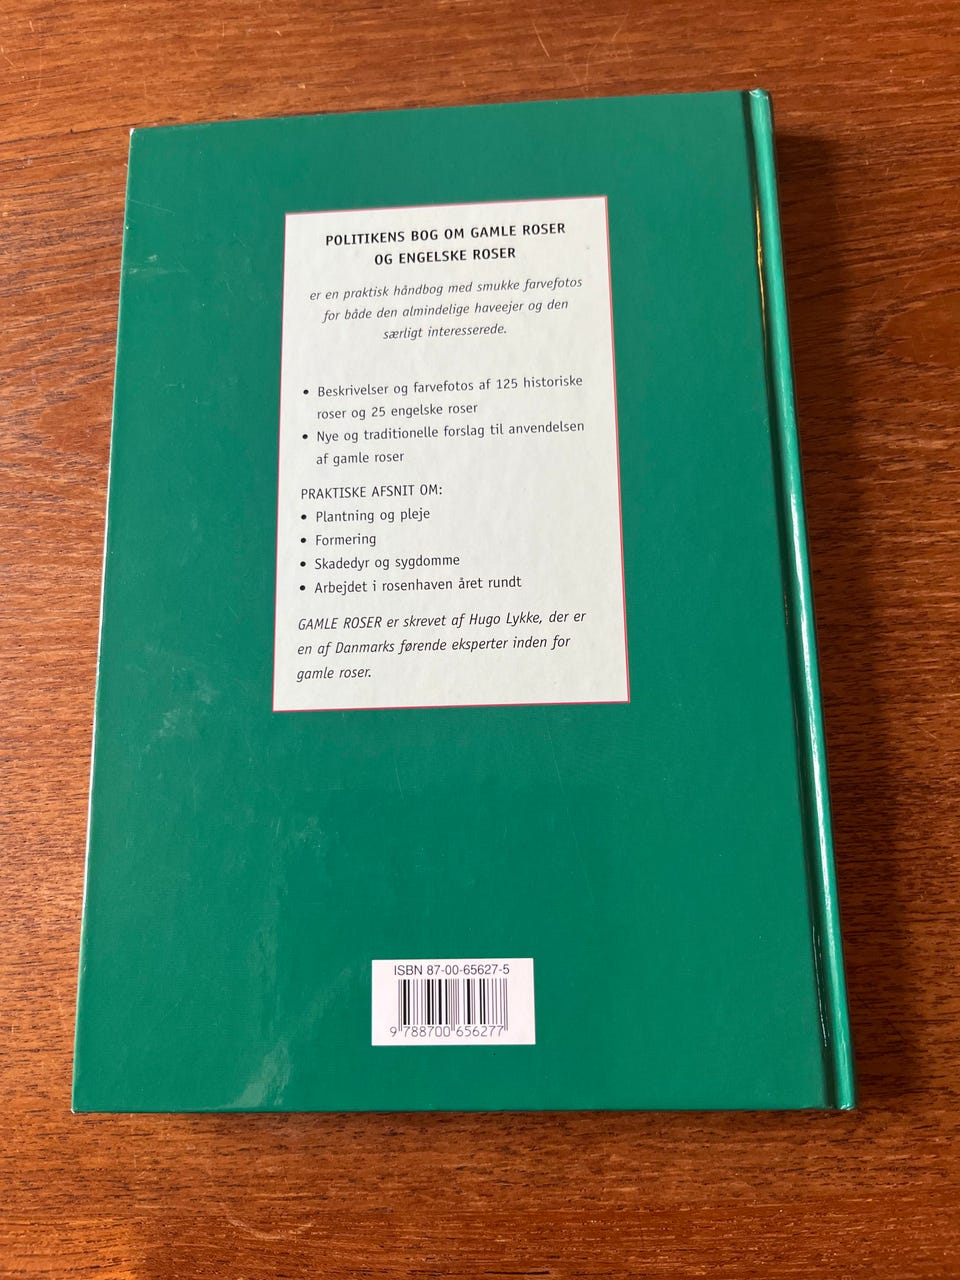 POLITIKENS BOG OM GAMLE ROSER
OG ENGELSKE ROSER
er en praktisk håndbog med smukke farvefotos
for både den almindelige haveejer og den
særligt interesserede.
• Beskrivelser og farvefotos af 125 historiske
roser og 25 engelske roser
• Nye og traditionelle forslag til anvendelsen
af gamle roser
PRAKTISKE AFSNIT OM:
• Plantning og pleje
• Formering
• Skadedyr og sygdomme
• Arbejdet i rosenhaven året rundt
GAMLE ROSER er skrevet af Hugo Lykke, der er
en af Danmarks førende eksperter inden for
gamle roser.
ISBN 87-00-65627-5
9 788700 656277